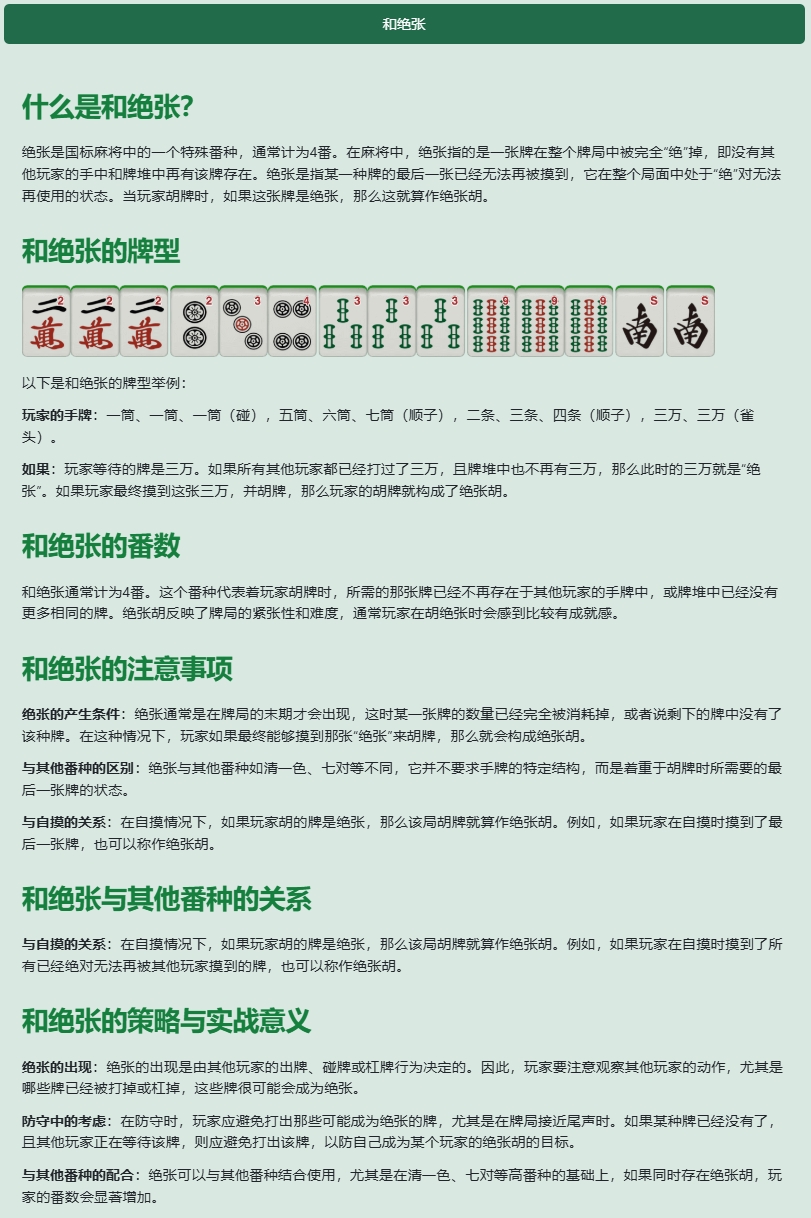 和绝张
什么是和绝张？
绝张是国标麻将中的一个特殊番种，通常计为4番。在麻将中，绝张指的是一张牌在整个牌局中被完全“绝”掉，即没有其
他玩家的手中和牌堆中再有该牌存在。绝张是指某一种牌的最后一张已经无法再被摸到，它在整个局面中处于“绝”对无法
再使用的状态。当玩家胡牌时，如果这张牌是绝张，那么这就算作绝张胡。
和绝张的牌型
二萬2 二萬2 二萬2 2 3 4 3 3 3 9 9 9 南S 南S
以下是和绝张的牌型举例：
玩家的手牌：一筒、一筒、一筒（碰），五筒、六筒、七筒（顺子），二条、三条、四条（顺子），三万、三万（雀
头）。
如果：玩家等待的牌是三万。如果所有其他玩家都已经打过了三万，且牌堆中也不再有三万，那么此时的三万就是“绝
张”。如果玩家最终摸到这张三万，并胡牌，那么玩家的胡牌就构成了绝张胡。
和绝张的番数
和绝张通常计为4番。这个番种代表着玩家胡牌时，所需的那张牌已经不再存在于其他玩家的手牌中，或牌堆中已经没有
更多相同的牌。绝张胡反映了牌局的紧张性和难度，通常玩家在胡绝张时会感到比较有成就感。
和绝张的注意事项
绝张的产生条件：绝张通常是在牌局的末期才会出现，这时某一张牌的数量已经完全被消耗掉，或者说剩下的牌中没有了
该种牌。在这种情况下，玩家如果最终能够摸到那张“绝张”来胡牌，那么就会构成绝张胡。
与其他番种的区别：绝张与其他番种如清一色、七对等不同，它并不要求手牌的特定结构，而是着重于胡牌时所需要的最
后一张牌的状态。
与自摸的关系：在自摸情况下，如果玩家胡的牌是绝张，那么该局胡牌就算作绝张胡。例如，如果玩家在自摸时摸到了最
后一张牌，也可以称作绝张胡。
和绝张与其他番种的关系
与自摸的关系：在自摸情况下，如果玩家胡的牌是绝张，那么该局胡牌就算作绝张胡。例如，如果玩家在自摸时摸到了所
有已经绝对无法再被其他玩家摸到的牌，也可以称作绝张胡。
和绝张的策略与实战意义
绝张的出现：绝张的出现是由其他玩家的出牌、碰牌或杠牌行为决定的。因此，玩家要注意观察其他玩家的动作，尤其是
哪些牌已经被打掉或杠掉，这些牌很可能会成为绝张。
防守中的考虑：在防守时，玩家应避免打出那些可能成为绝张的牌，尤其是在牌局接近尾声时。如果某种牌已经没有了，
且其他玩家正在等待该牌，则应避免打出该牌，以防自己成为某个玩家的绝张胡的目标。
与其他番种的配合：绝张可以与其他番种结合使用，尤其是在清一色、七对等高番种的基础上，如果同时存在绝张胡，玩
家的番数会显著增加。